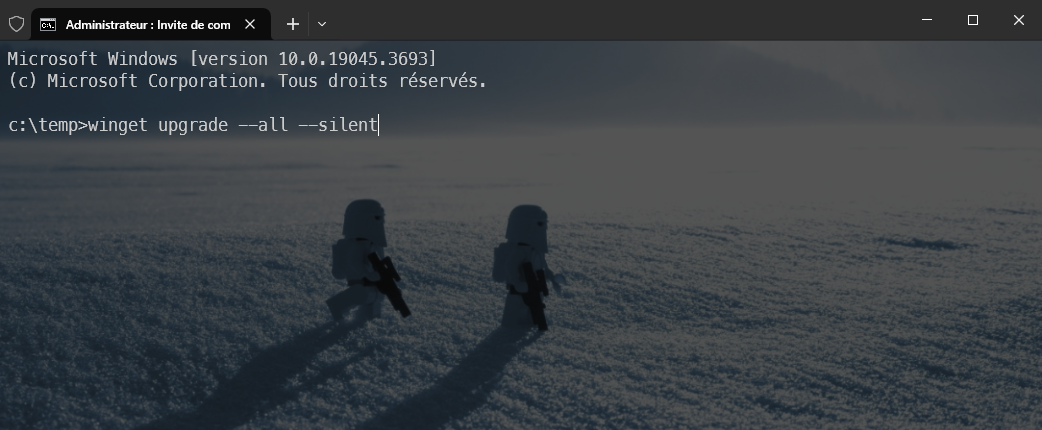 Administrateur : Invite de com
Microsoft Windows [version 10.0.19045.3693]
(c) Microsoft Corporation. Tous droits réservés.
c:\temp>winget upgrade --all --silent